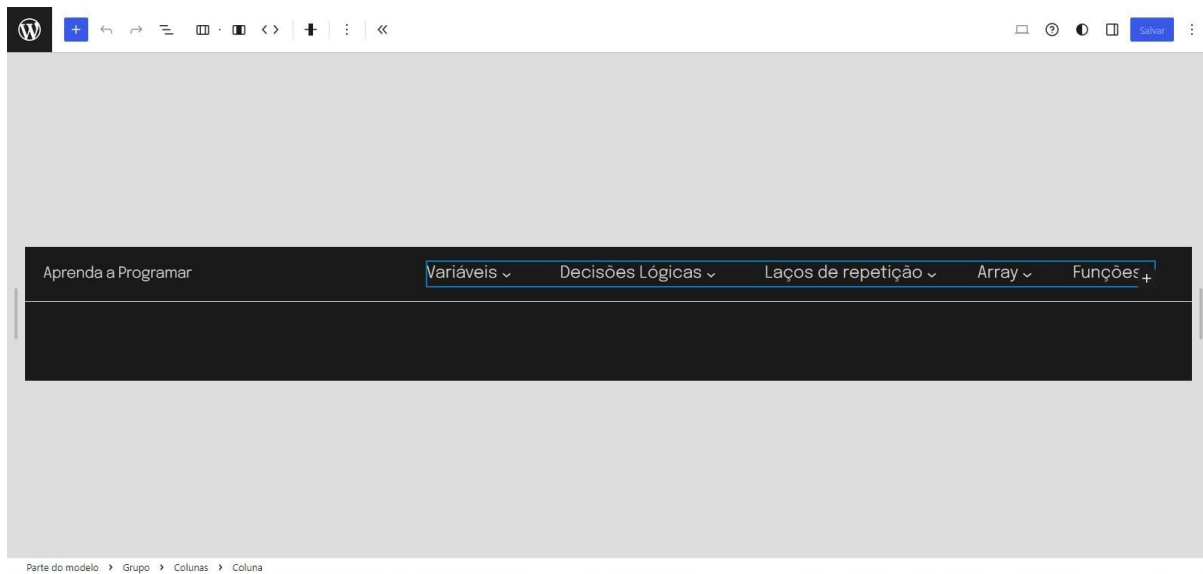 Salvar
Aprenda a Programar Variáveis Decisões Lógicas Laços de repetição Array Funções
Parte do modelo > Grupo > Colunas > Coluna